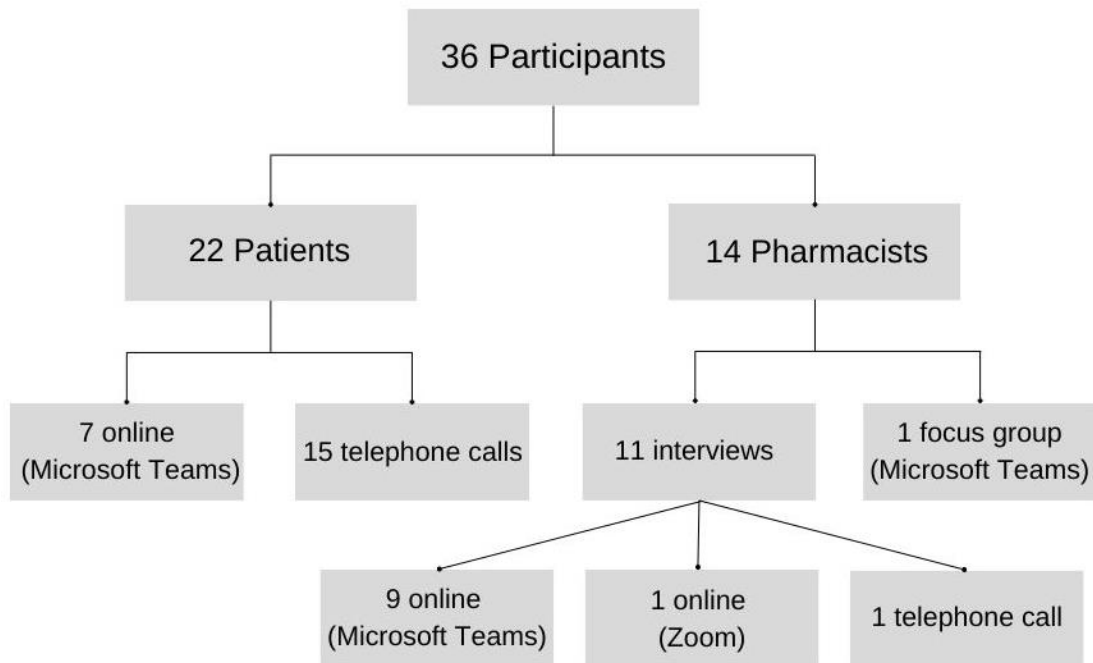 36 Participants
22 Patients
14 Pharmacists
7 online
(Microsoft Teams)
15 telephone calls
11 interviews
1 focus group
(Microsoft Teams)
9 online
(Microsoft Teams)
1 online
(Zoom)
1 telephone call